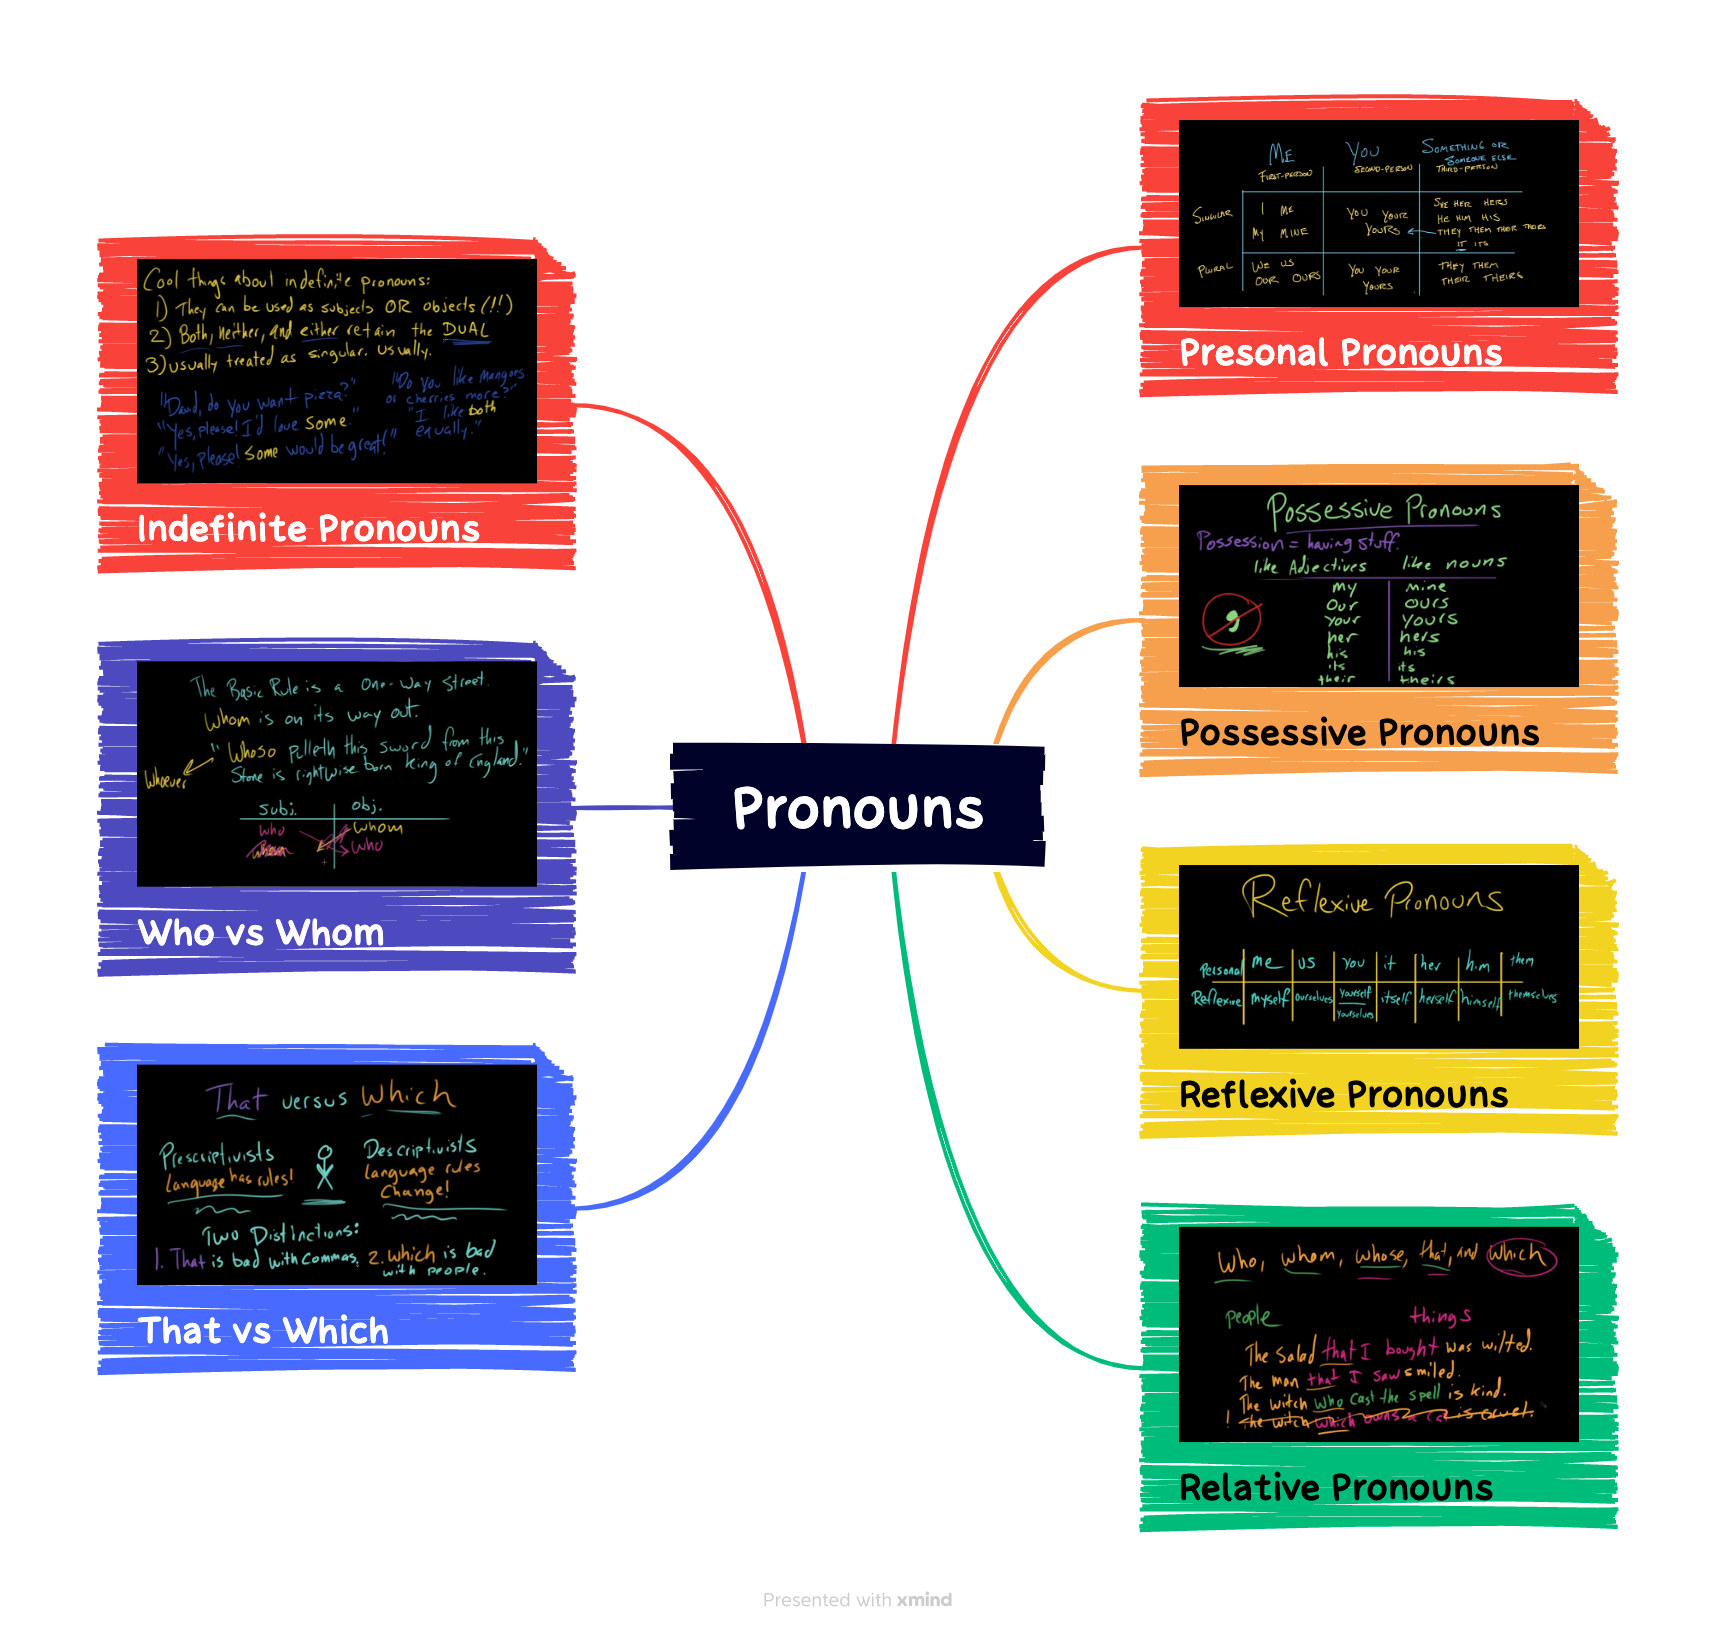 Pronouns
ME YOU SOMETHING OR SOMEONE ELSE
FIRST-PERSON SECOND-PERSON THIRD-PERSON
SINGULAR
I ME
MY MINE
YOU YOUR
YOURS
SHE HER HERS
HE HIM HIS
THEY THEM THEIR THEIRS
IT ITS
PLURAL
WE US
OUR OURS
YOU YOUR
YOURS
THEY THEM
THEIR THEIRS
Presonal Pronouns
Possessive Pronouns
Possession = having stuff.
like Adjectives like nouns
my mine
our ours
your yours
her hers
his his
its its
their theirs
Possessive Pronouns
Reflexive Pronouns
Personal me us you it her him them
Reflexive myself ourselves yourself itself herself himself themselves
yourselves
Reflexive Pronouns
Who, whom, whose, that, and which
people things
The salad that I bought was wilted.
The man that I saw smiled.
The witch who cast the spell is kind.
! The witch which owns a cat is cruel.
Relative Pronouns
Cool things about indefinite pronouns:
1) They can be used as subjects OR objects (!!)
2) Both, neither, and either retain the DUAL
3) usually treated as singular. Usually.
"David, do you want pizza?"
"Yes, please! I'd love some."
"Yes, please! Some would be great!"
"Do you like mangoes
or cherries more?"
"I like both
equally."
Indefinite Pronouns
The Basic Rule is a One-Way Street.
Whom is on its way out.
"Whoso pulleth this sword from this
Stone is rightwise born king of England."
Whoever
subj. obj.
who whom
whom who
Who vs Whom
That versus Which
Prescriptivists Descriptivists
Language has rules! Language rules
Change!
Two Distinctions:
1. That is bad with commas. 2. Which is bad
with people.
That vs Which
Presented with xmind